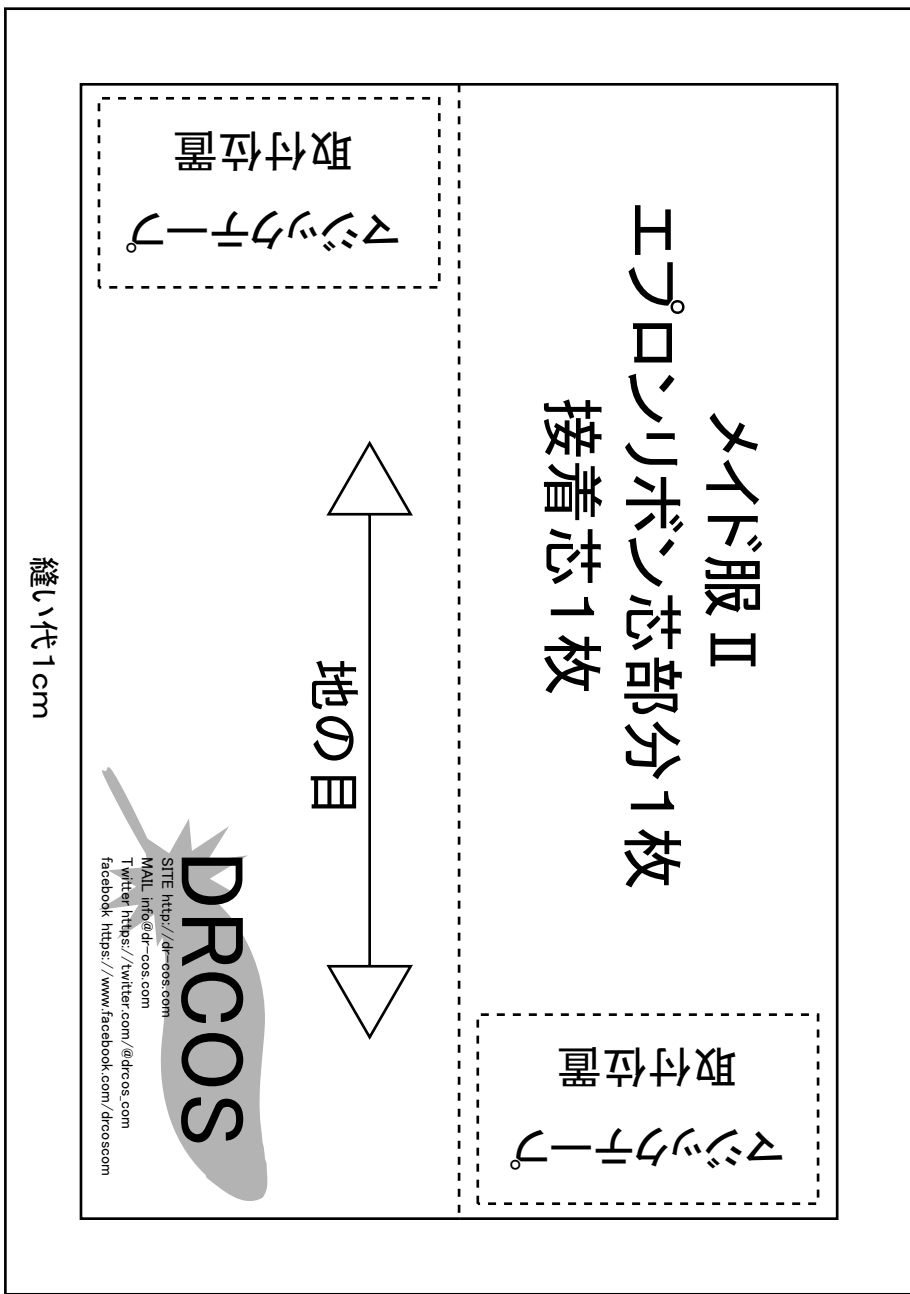 メイド服Ⅱ
エプロンリボン芯部分1枚
接着芯1枚
マジックテープ
取付位置
マジックテープ
取付位置
地の目
縫い代1cm
DRCOS
SITE http://dr-cos.com
MAIL info@dr-cos.com
Twitter https://twitter.com/@drcos_com
facebook https://www.facebook.com/drcoscom